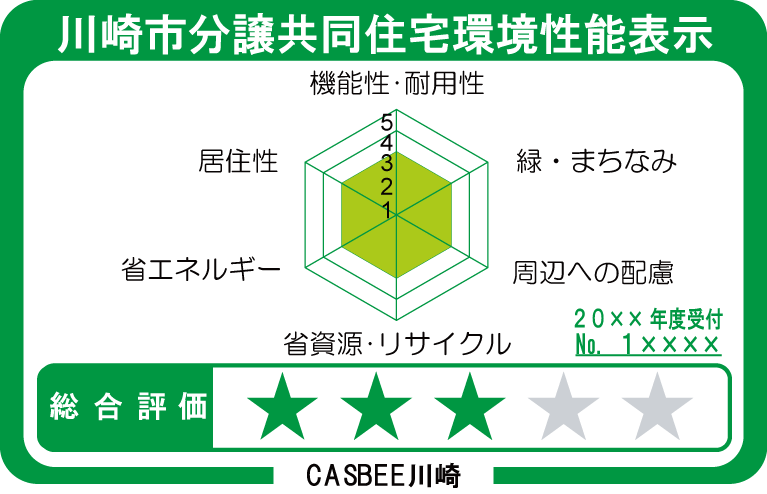 川崎市分譲共同住宅環境性能表示
機能性・耐用性
5
4
3
2
1
居住性
緑・まちなみ
省エネルギー
周辺への配慮
省資源・リサイクル
20××年度受付
No. 1××××
総合評価
CASBEE川崎